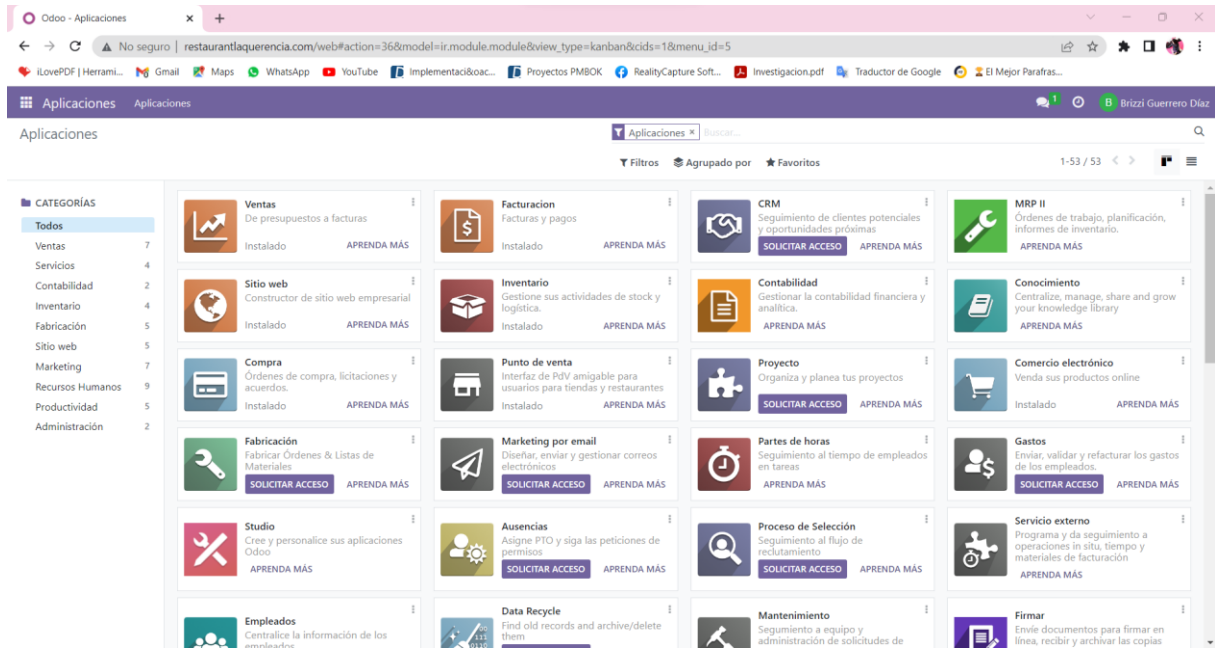 Odoo - Aplicaciones
No seguro | restaurantlaquerencia.com/web#action=36&model=ir.module.module&view_type=kanban&cids=1&menu_id=5
iLovePDF | Herrami... Gmail Maps WhatsApp YouTube Implementaci&oac... Proyectos PMBOK RealityCapture Soft... Investigacion.pdf Traductor de Google El Mejor Parafras...
Aplicaciones Aplicaciones 1 B Brizzi Guerrero Díaz
Aplicaciones Aplicaciones × Buscar...
Filtros Agrupado por Favoritos 1-53 / 53
CATEGORÍAS
Todos
Ventas 7
Servicios 4
Contabilidad 2
Inventario 4
Fabricación 5
Sitio web 5
Marketing 7
Recursos Humanos 9
Productividad 5
Administración 2
Ventas
De presupuestos a facturas
Instalado APRENDA MÁS
Facturacion
Facturas y pagos
Instalado APRENDA MÁS
CRM
Seguimiento de clientes potenciales
y oportunidades próximas
SOLICITAR ACCESO APRENDA MÁS
MRP II
Órdenes de trabajo, planificación,
informes de inventario.
APRENDA MÁS
Sitio web
Constructor de sitio web empresarial
Instalado APRENDA MÁS
Inventario
Gestione sus actividades de stock y
logística.
Instalado APRENDA MÁS
Contabilidad
Gestionar la contabilidad financiera y
analítica.
APRENDA MÁS
Conocimiento
Centralize, manage, share and grow
your knowledge library
APRENDA MÁS
Compra
Órdenes de compra, licitaciones y
acuerdos.
Instalado APRENDA MÁS
Punto de venta
Interfaz de PdV amigable para
usuarios para tiendas y restaurantes
Instalado APRENDA MÁS
Proyecto
Organiza y planea tus proyectos
SOLICITAR ACCESO APRENDA MÁS
Comercio electrónico
Venda sus productos online
Instalado APRENDA MÁS
Fabricación
Fabricar Órdenes & Listas de
Materiales
SOLICITAR ACCESO APRENDA MÁS
Marketing por email
Diseñar, enviar y gestionar correos
electrónicos
SOLICITAR ACCESO APRENDA MÁS
Partes de horas
Seguimiento al tiempo de empleados
en tareas
APRENDA MÁS
Gastos
Enviar, validar y refacturar los gastos
de los empleados.
SOLICITAR ACCESO APRENDA MÁS
Studio
Cree y personalice sus aplicaciones
Odoo
APRENDA MÁS
Ausencias
Asigne PTO y siga las peticiones de
permisos
SOLICITAR ACCESO APRENDA MÁS
Proceso de Selección
Seguimiento al flujo de
reclutamiento
SOLICITAR ACCESO APRENDA MÁS
Servicio externo
Programa y da seguimiento a
operaciones in situ, tiempo y
materiales de facturación
APRENDA MÁS
Empleados
Centralice la información de los
empleados
Data Recycle
Find old records and archive/delete
them
Mantenimiento
Segumiento a equipo y
administración de solicitudes de
Firmar
Envíe documentos para firmar en
línea, recibir y archivar las copias